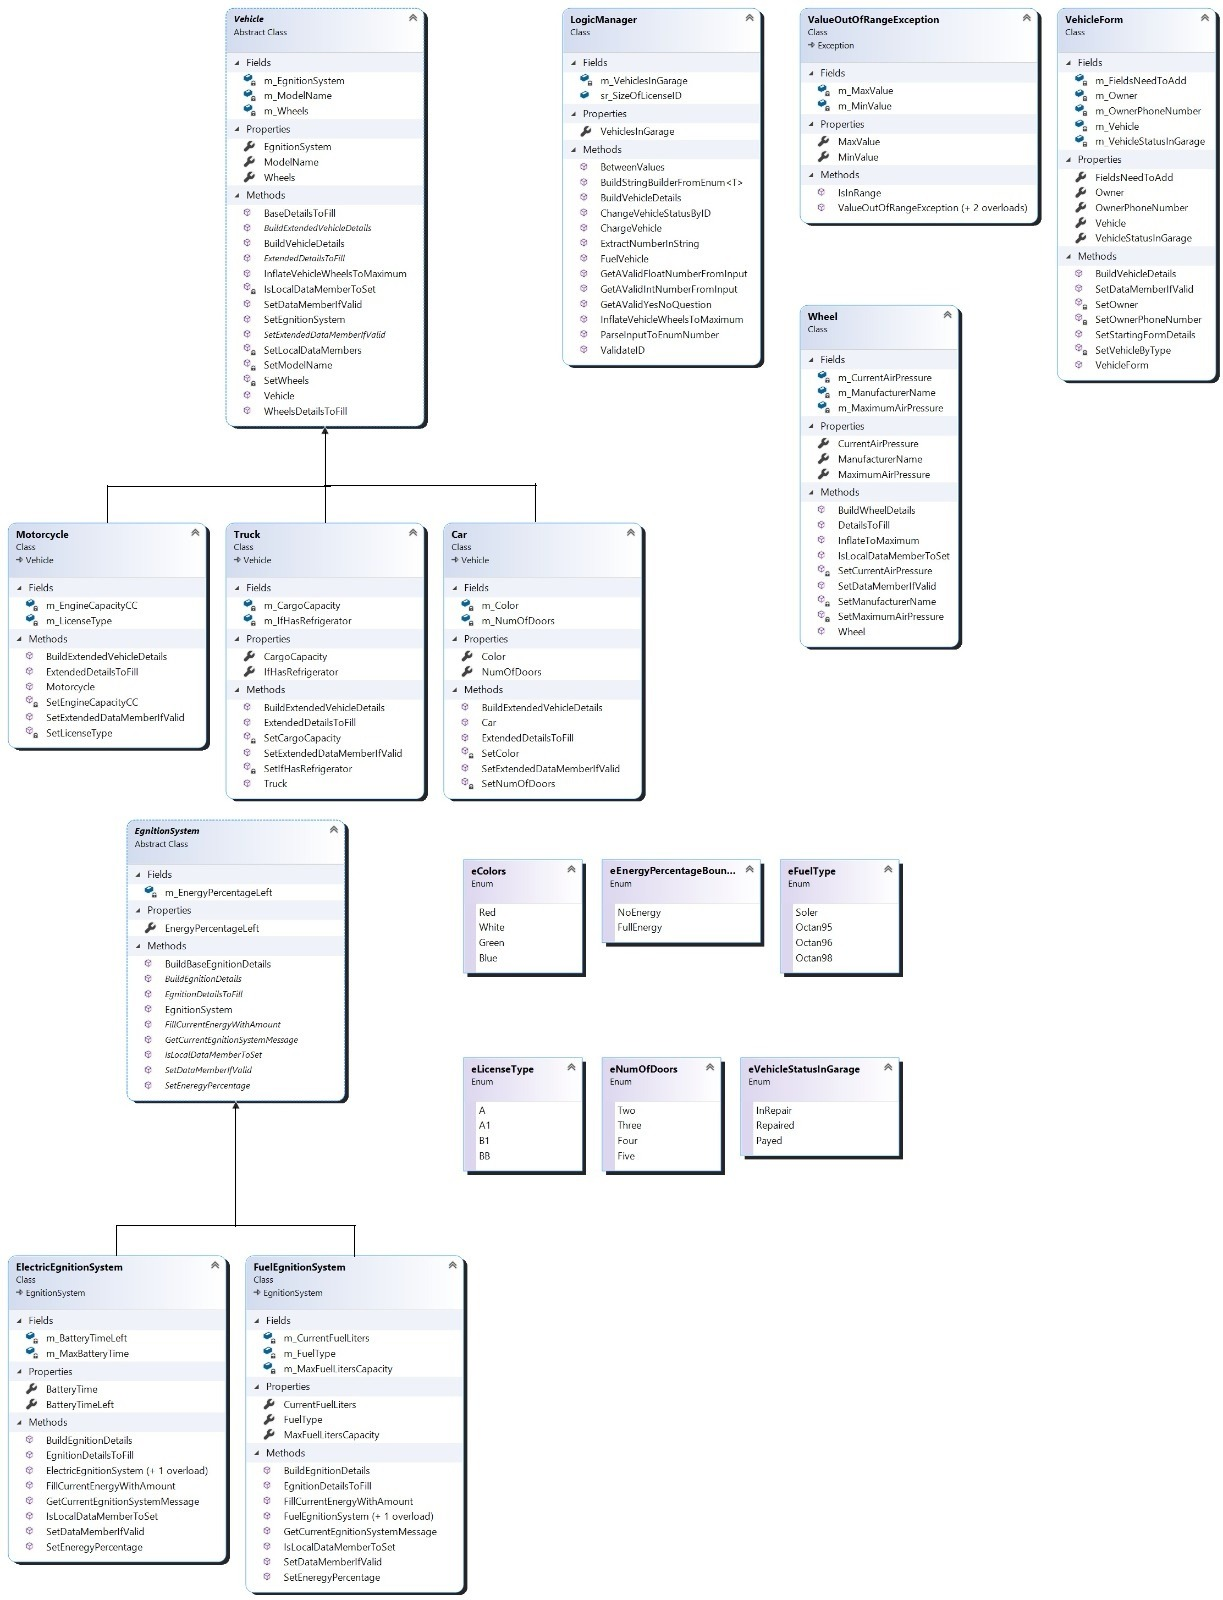 Vehicle
Abstract Class
Fields
m_EgnitionSystem
m_ModelName
m_Wheels
Properties
EgnitionSystem
ModelName
Wheels
Methods
BaseDetailsToFill
BuildExtendedVehicleDetails
BuildVehicleDetails
ExtendedDetailsToFill
InflateVehicleWheelsToMaximum
IsLocalDataMemberToSet
SetDataMemberIfValid
SetEgnitionSystem
SetExtendedDataMemberIfValid
SetLocalDataMembers
SetModelName
SetWheels
Vehicle
WheelsDetailsToFill
LogicManager
Class
Fields
m_VehiclesInGarage
sr_SizeOfLicenseID
Properties
VehiclesInGarage
Methods
BetweenValues
BuildStringBuilderFromEnum<T>
BuildVehicleDetails
ChangeVehicleStatusByID
ChargeVehicle
ExtractNumberInString
FuelVehicle
GetAValidFloatNumberFromInput
GetAValidIntNumberFromInput
GetAValidYesNoQuestion
InflateVehicleWheelsToMaximum
ParseInputToEnumNumber
ValidateID
ValueOutOfRangeException
Class
Exception
Fields
m_MaxValue
m_MinValue
Properties
MaxValue
MinValue
Methods
IsInRange
ValueOutOfRangeException (+ 2 overloads)
VehicleForm
Class
Fields
m_FieldsNeedToAdd
m_Owner
m_OwnerPhoneNumber
m_Vehicle
m_VehicleStatusInGarage
Properties
FieldsNeedToAdd
Owner
OwnerPhoneNumber
Vehicle
VehicleStatusInGarage
Methods
BuildVehicleDetails
SetDataMemberIfValid
SetOwner
SetOwnerPhoneNumber
SetStartingFormDetails
SetVehicleByType
VehicleForm
Wheel
Class
Fields
m_CurrentAirPressure
m_ManufacturerName
m_MaximumAirPressure
Properties
CurrentAirPressure
ManufacturerName
MaximumAirPressure
Methods
BuildWheelDetails
DetailsToFill
InflateToMaximum
IsLocalDataMemberToSet
SetCurrentAirPressure
SetDataMemberIfValid
SetManufacturerName
SetMaximumAirPressure
Wheel
Motorcycle
Class
Vehicle
Fields
m_EngineCapacityCC
m_LicenseType
Methods
BuildExtendedVehicleDetails
ExtendedDetailsToFill
Motorcycle
SetEngineCapacityCC
SetExtendedDataMemberIfValid
SetLicenseType
Truck
Class
Vehicle
Fields
m_CargoCapacity
m_IfHasRefrigerator
Properties
CargoCapacity
IfHasRefrigerator
Methods
BuildExtendedVehicleDetails
ExtendedDetailsToFill
SetCargoCapacity
SetExtendedDataMemberIfValid
SetIfHasRefrigerator
Truck
Car
Class
Vehicle
Fields
m_Color
m_NumOfDoors
Properties
Color
NumOfDoors
Methods
BuildExtendedVehicleDetails
Car
ExtendedDetailsToFill
SetColor
SetExtendedDataMemberIfValid
SetNumOfDoors
EgnitionSystem
Abstract Class
Fields
m_EnergyPercentageLeft
Properties
EnergyPercentageLeft
Methods
BuildBaseEgnitionDetails
BuildEgnitionDetails
EgnitionDetailsToFill
EgnitionSystem
FillCurrentEnergyWithAmount
GetCurrentEgnitionSystemMessage
IsLocalDataMemberToSet
SetDataMemberIfValid
SetEneregyPercentage
eColors
Enum
Red
White
Green
Blue
eEnergyPercentageBoun...
Enum
NoEnergy
FullEnergy
eFuelType
Enum
Soler
Octan95
Octan96
Octan98
eLicenseType
Enum
A
A1
B1
BB
eNumOfDoors
Enum
Two
Three
Four
Five
eVehicleStatusInGarage
Enum
InRepair
Repaired
Payed
ElectricEgnitionSystem
Class
EgnitionSystem
Fields
m_BatteryTimeLeft
m_MaxBatteryTime
Properties
BatteryTime
BatteryTimeLeft
Methods
BuildEgnitionDetails
EgnitionDetailsToFill
ElectricEgnitionSystem (+ 1 overload)
FillCurrentEnergyWithAmount
GetCurrentEgnitionSystemMessage
IsLocalDataMemberToSet
SetDataMemberIfValid
SetEneregyPercentage
FuelEgnitionSystem
Class
EgnitionSystem
Fields
m_CurrentFuelLiters
m_FuelType
m_MaxFuelLitersCapacity
Properties
CurrentFuelLiters
FuelType
MaxFuelLitersCapacity
Methods
BuildEgnitionDetails
EgnitionDetailsToFill
FillCurrentEnergyWithAmount
FuelEgnitionSystem (+ 1 overload)
GetCurrentEgnitionSystemMessage
IsLocalDataMemberToSet
SetDataMemberIfValid
SetEneregyPercentage